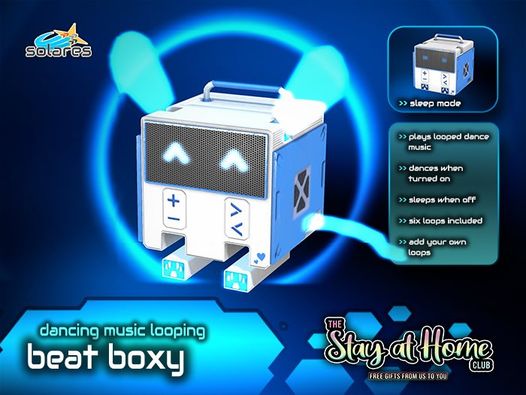 solares
>> sleep mode
>> plays looped dance
music
>> dances when
turned on
>> sleeps when off
>> six loops included
>> add your own
loops
dancing music looping
beat boxy
THE
Stay at Home
CLUB
FREE GIFTS FROM US TO YOU